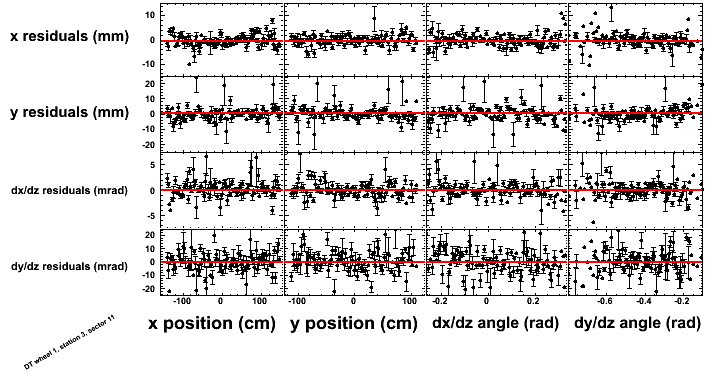 x residuals (mm)
10
0
-10
y residuals (mm)
20
10
0
-10
-20
dx/dz residuals (mrad)
5
0
-5
dy/dz residuals (mrad)
20
10
0
-10
-20
-100 0 100 -100 0 100 -0.2 0 0.2 -0.6 -0.4 -0.2
x position (cm) y position (cm) dx/dz angle (rad) dy/dz angle (rad)
DT wheel 1, station 3, sector 11